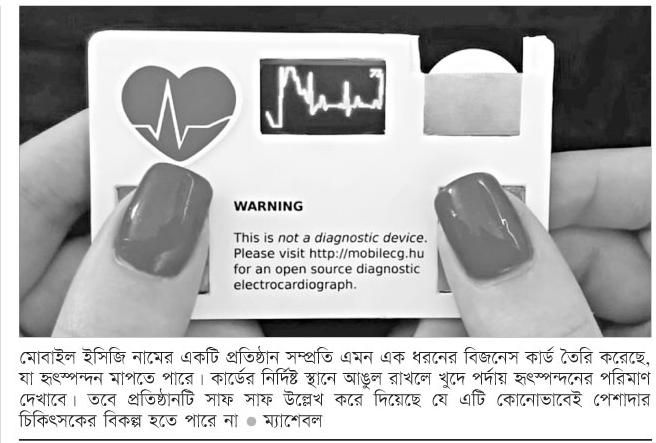 WARNING
This is not a diagnostic device.
Please visit http://mobilecg.hu
for an open source diagnostic
electrocardiograph.
মোবাইল ইসিজি নামের একটি প্রতিষ্ঠান সম্প্রতি এমন এক ধরনের বিজনেস কার্ড তৈরি করেছে,
যা হৃৎস্পন্দন মাপতে পারে। কার্ডের নির্দিষ্ট স্থানে আঙুল রাখলে খুদে পর্দায় হৃৎস্পন্দনের পরিমাণ
দেখাবে। তবে প্রতিষ্ঠানটি সাফ সাফ উল্লেখ করে দিয়েছে যে এটি কোনোভাবেই পেশাদার
চিকিৎসকের বিকল্প হতে পারে না ● ম্যাশেবল